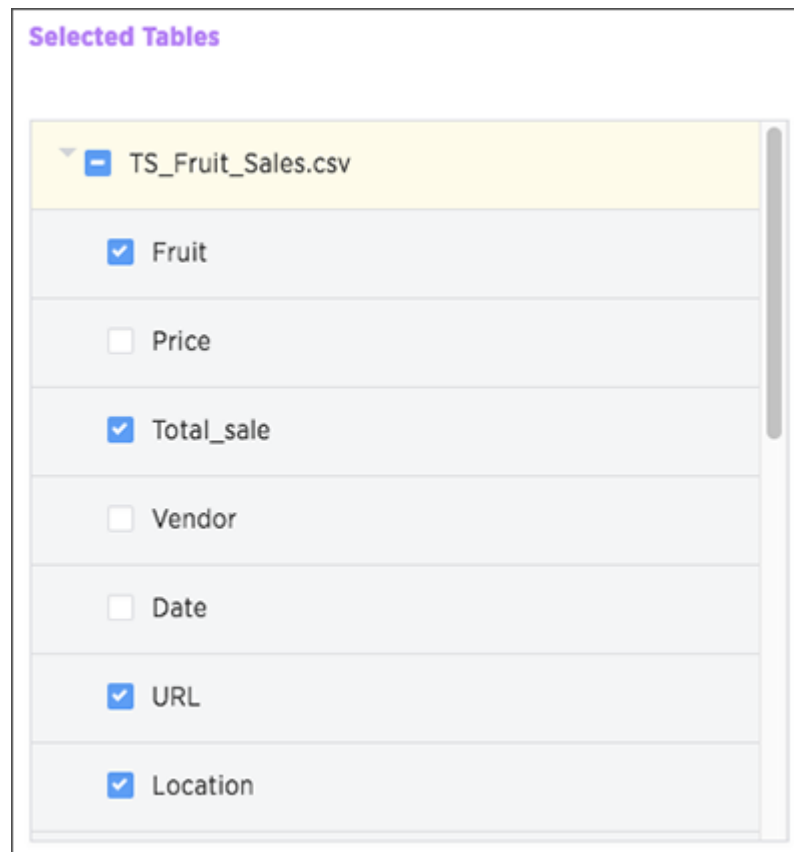 Selected Tables
TS_Fruit_Sales.csv
Fruit
Price
Total_sale
Vendor
Date
URL
Location